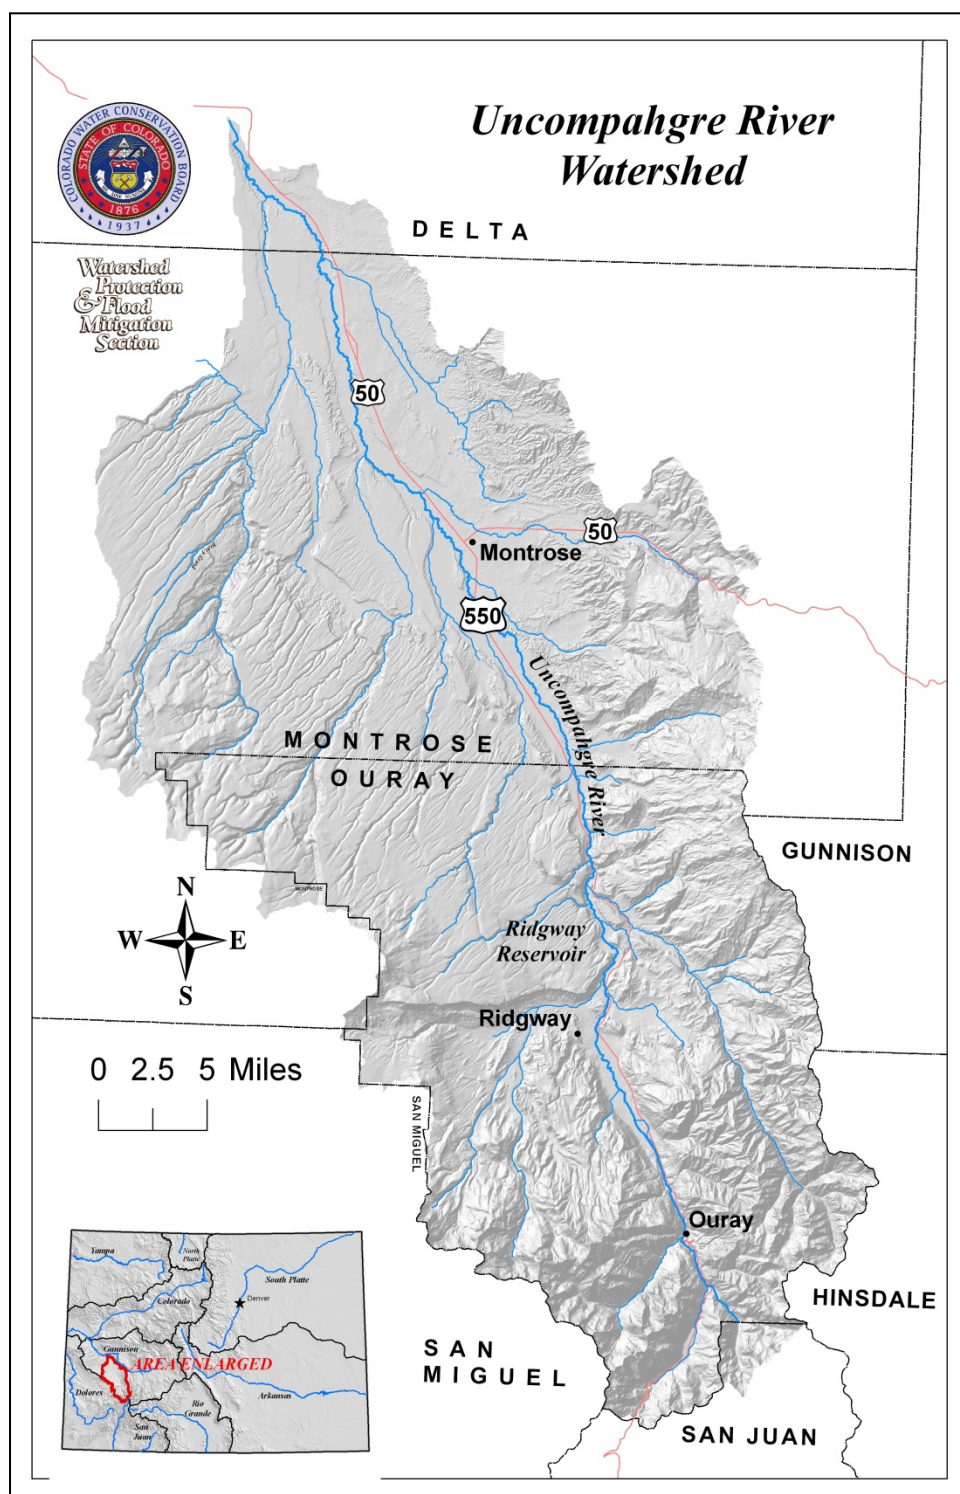 Uncompahgre River
Watershed
COLORADO WATER CONSERVATION BOARD
STATE OF COLORADO
1876
1937
DELTA
Watershed
Protection
& Flood
Mitigation
Section
50
50
Montrose
550
Uncompahgre River
MONTROSE
OURAY
GUNNISON
MONTROSE
N
W E
S
Ridgway
Reservoir
Ridgway
0 2.5 5 Miles
SAN MIGUEL
Ouray
HINSDALE
SAN
MIGUEL
SAN JUAN
Yampa
North
Platte
South Platte
Colorado
Denver
Gunnison
AREA ENLARGED
Dolores
Arkansas
Rio
Grande
San
Juan